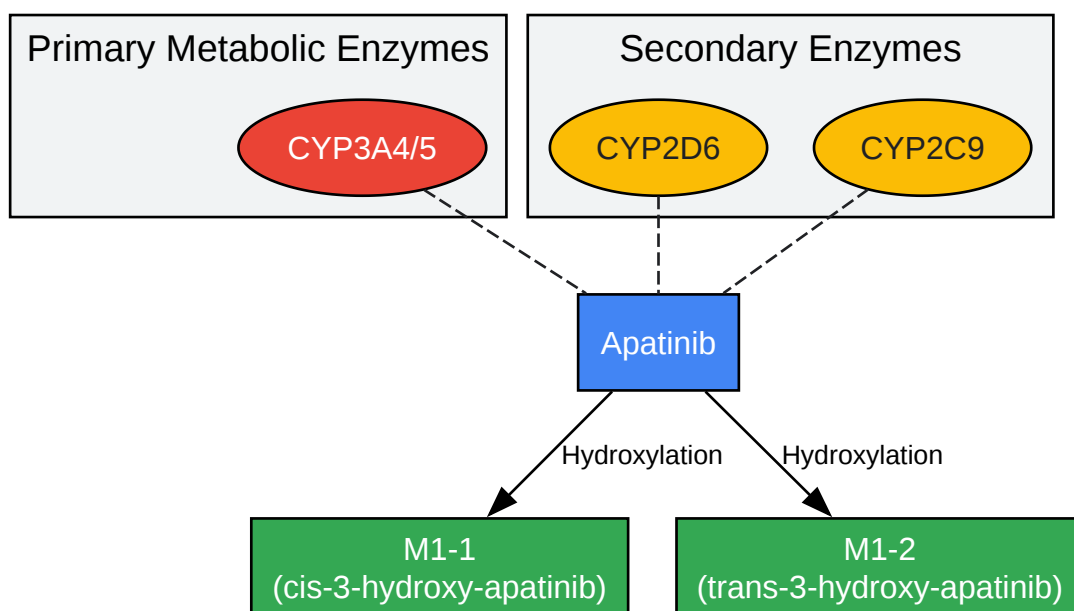 Primary Metabolic Enzymes
Secondary Enzymes
CYP3A4/5
CYP2D6
CYP2C9
Apatinib
Hydroxylation
Hydroxylation
M1-1
(cis-3-hydroxy-apatinib)
M1-2
(trans-3-hydroxy-apatinib)